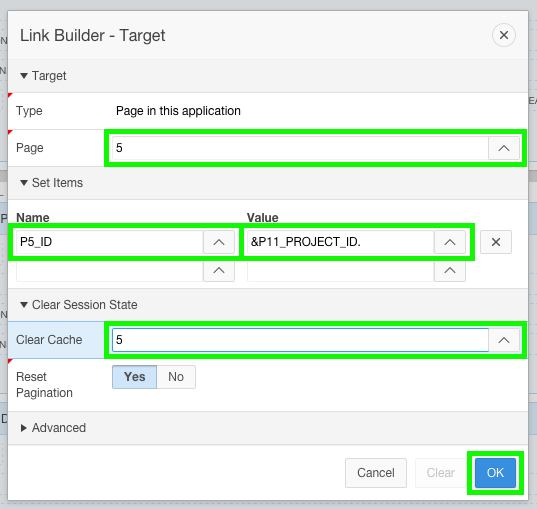 Link Builder - Target
Target
Type Page in this application
Page 5
Set Items
Name Value
P5_ID &P11_PROJECT_ID.
Clear Session State
Clear Cache 5
Reset Pagination Yes No
Advanced
Cancel Clear OK